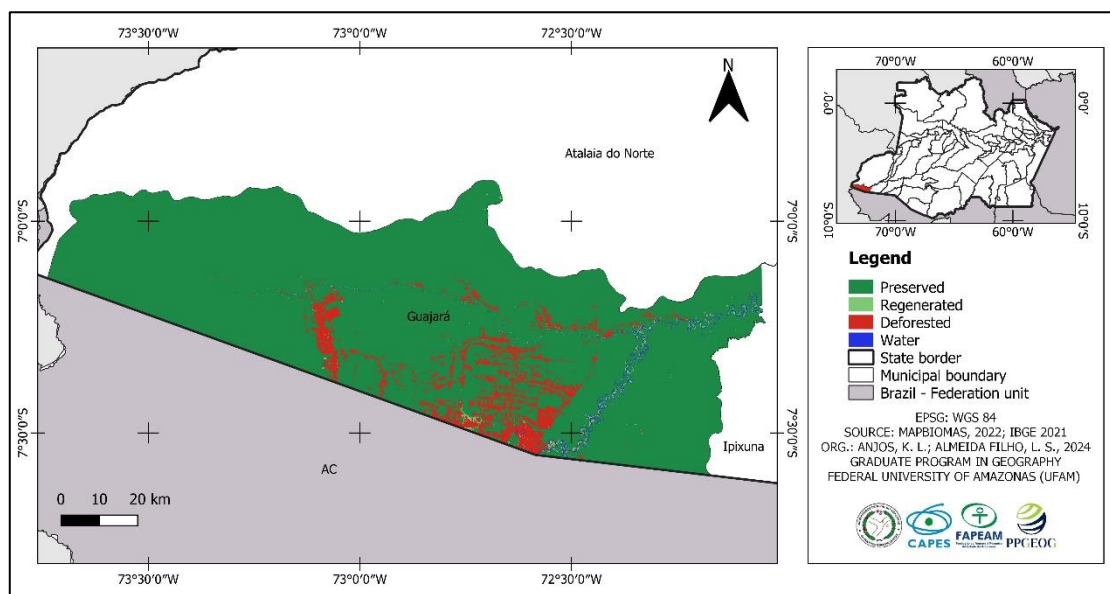 73°30'0"W 73°0'0"W 72°30'0"W
N
Atalaia do Norte
7°0'0"S
7°0'0"S
Guajará
7°30'0"S
7°30'0"S
Ipixuna
AC
0 10 20 km
73°30'0"W 73°0'0"W 72°30'0"W
70°0'W 60°0'W
0°0'
0°0'
10°0'S
10°0'S
70°0'W 60°0'W
Legend
Preserved
Regenerated
Deforested
Water
State border
Municipal boundary
Brazil - Federation unit
EPSG: WGS 84
SOURCE: MAPBIOMAS, 2022; IBGE 2021
ORG.: ANJOS, K. L.; ALMEIDA FILHO, L. S., 2024
GRADUATE PROGRAM IN GEOGRAPHY
FEDERAL UNIVERSITY OF AMAZONAS (UFAM)
CAPES
FAPEAM
PPGEOG